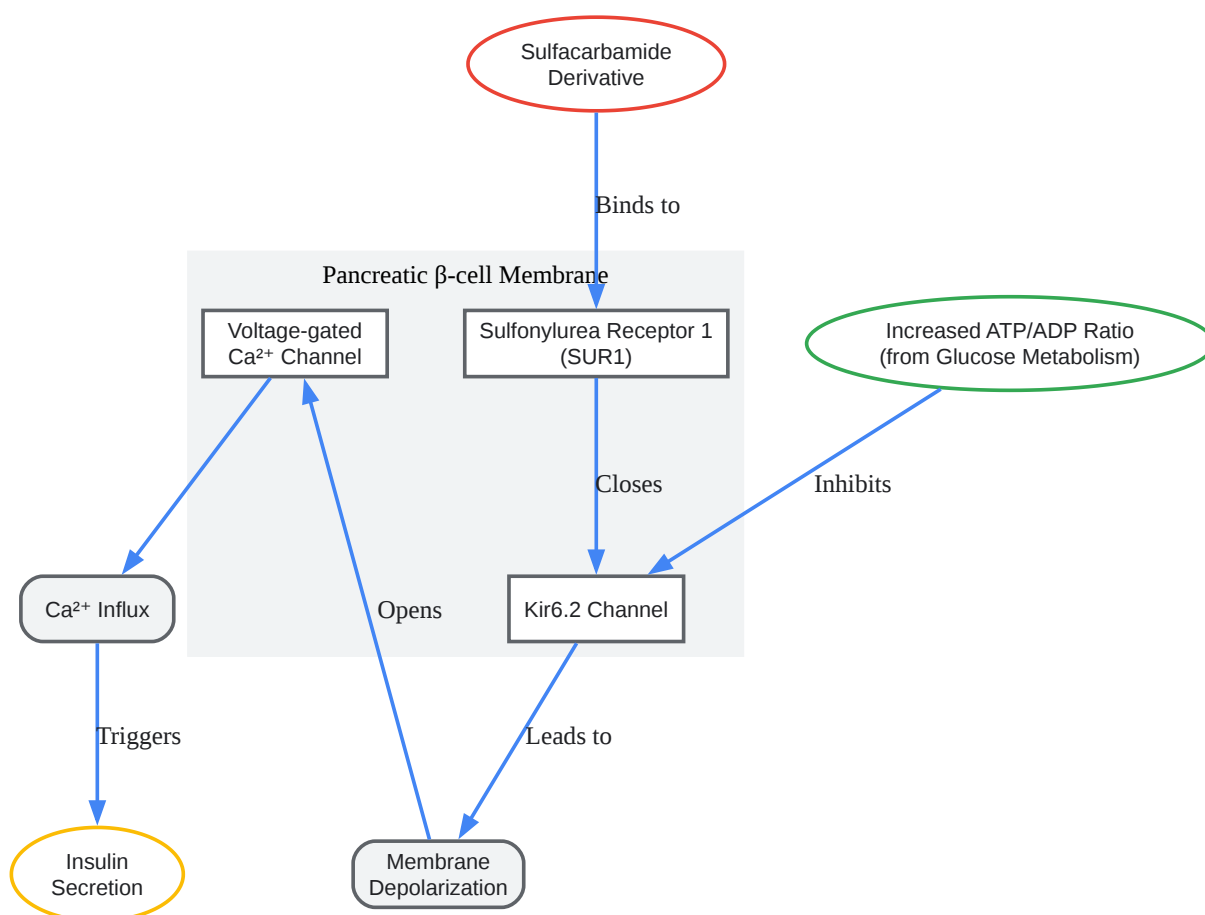 Sulfacarbamide
Derivative
Binds to
Pancreatic β-cell Membrane
Voltage-gated
Ca²⁺ Channel
Sulfonylurea Receptor 1
(SUR1)
Increased ATP/ADP Ratio
(from Glucose Metabolism)
Closes
Inhibits
Ca²⁺ Influx
Opens
Kir6.2 Channel
Triggers
Leads to
Insulin
Secretion
Membrane
Depolarization